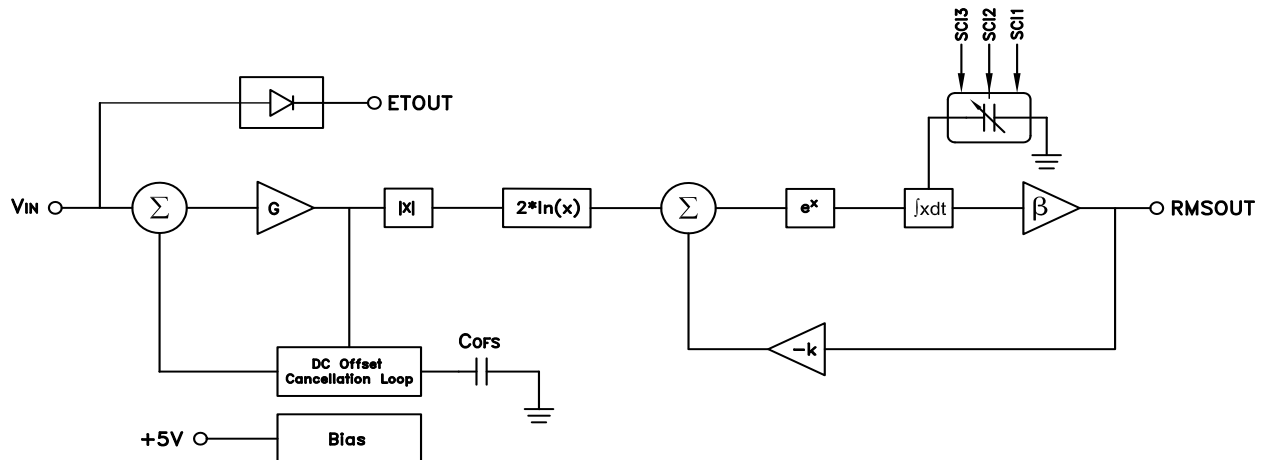 SCI3
SCI2
SCI1
ETOUT
VIN
Σ
G
|X|
2*ln(x)
Σ
e^x
∫xdt
β
RMSOUT
-k
COFS
DC Offset
Cancellation Loop
+5V
Bias